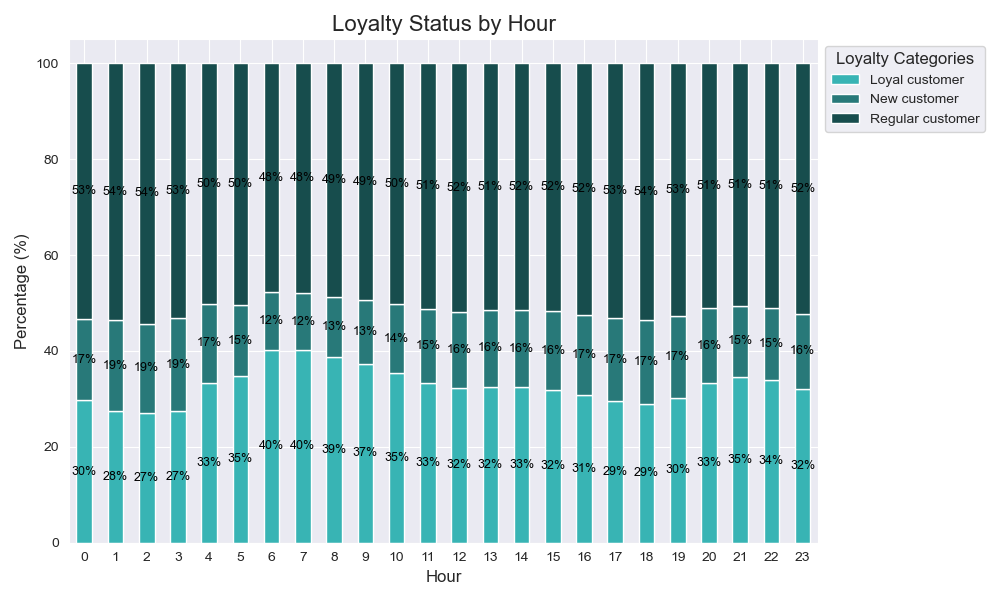 Loyalty Status by Hour
Loyalty Categories
Loyal customer
New customer
Regular customer
Percentage (%)
100
80
60
40
20
0
53% 54% 54% 53% 50% 50% 48% 48% 49% 49% 50% 51% 52% 51% 52% 52% 52% 53% 54% 53% 51% 51% 51% 52%
17% 19% 19% 19% 17% 15% 12% 12% 13% 13% 14% 15% 16% 16% 16% 16% 17% 17% 17% 17% 16% 15% 15% 16%
30% 28% 27% 27% 33% 35% 40% 40% 39% 37% 35% 33% 32% 32% 33% 32% 31% 29% 29% 30% 33% 35% 34% 32%
0 1 2 3 4 5 6 7 8 9 10 11 12 13 14 15 16 17 18 19 20 21 22 23
Hour